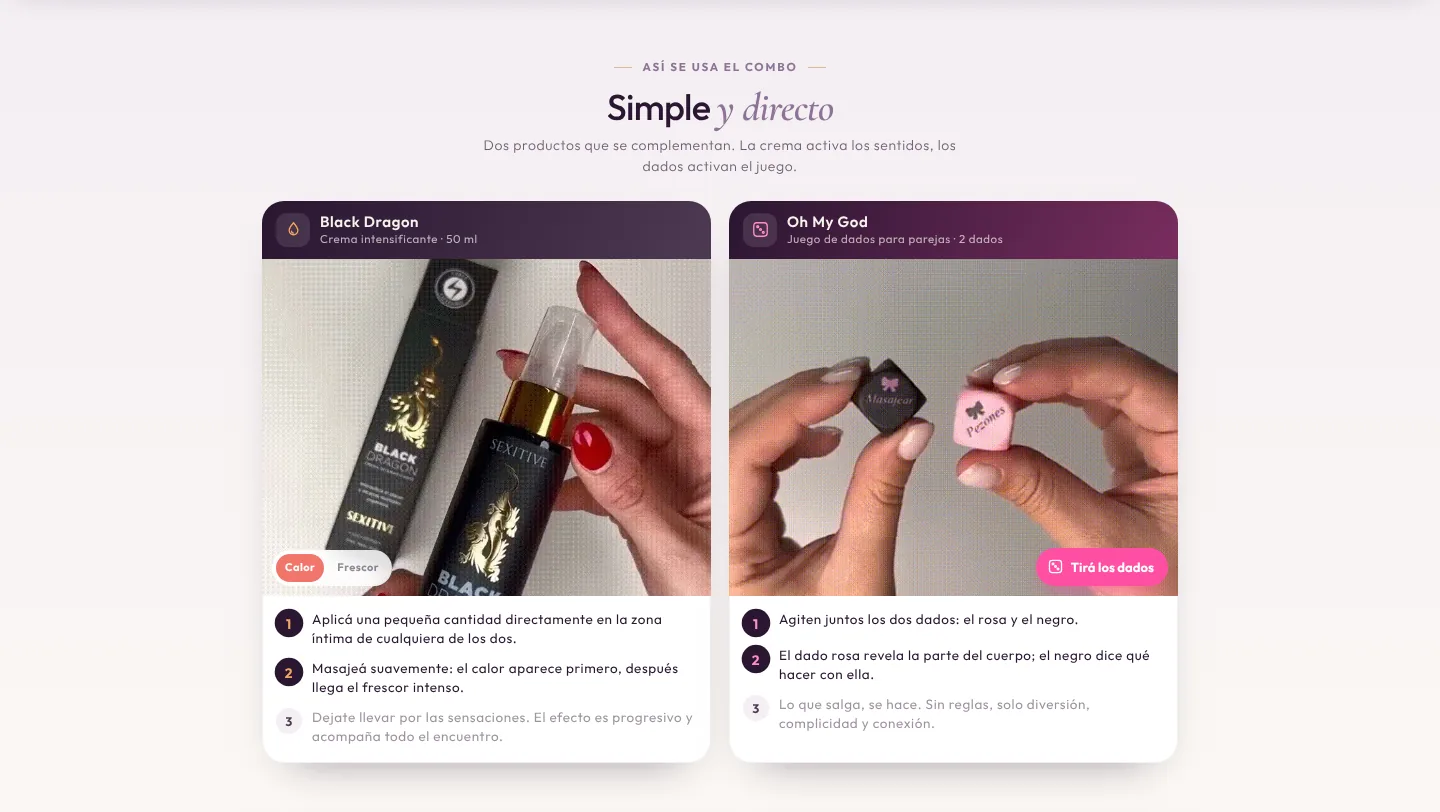 ASÍ SE USA EL COMBO
Simple y directo
Dos productos que se complementan. La crema activa los sentidos, los
dados activan el juego.
Black Dragon
Crema intensificante · 50 ml
BLACK
DRAGON
SEXITIVE
SEXITIVE
BLACK
Calor
Frescor
1
Aplicá una pequeña cantidad directamente en la zona
íntima de cualquiera de los dos.
2
Masajeá suavemente: el calor aparece primero, después
llega el frescor intenso.
3
Dejate llevar por las sensaciones. El efecto es progresivo y
acompaña todo el encuentro.
Oh My God
Juego de dados para parejas · 2 dados
Masajear
Pezones
Tirá los dados
1
Agiten juntos los dos dados: el rosa y el negro.
2
El dado rosa revela la parte del cuerpo; el negro dice qué
hacer con ella.
3
Lo que salga, se hace. Sin reglas, solo diversión,
complicidad y conexión.